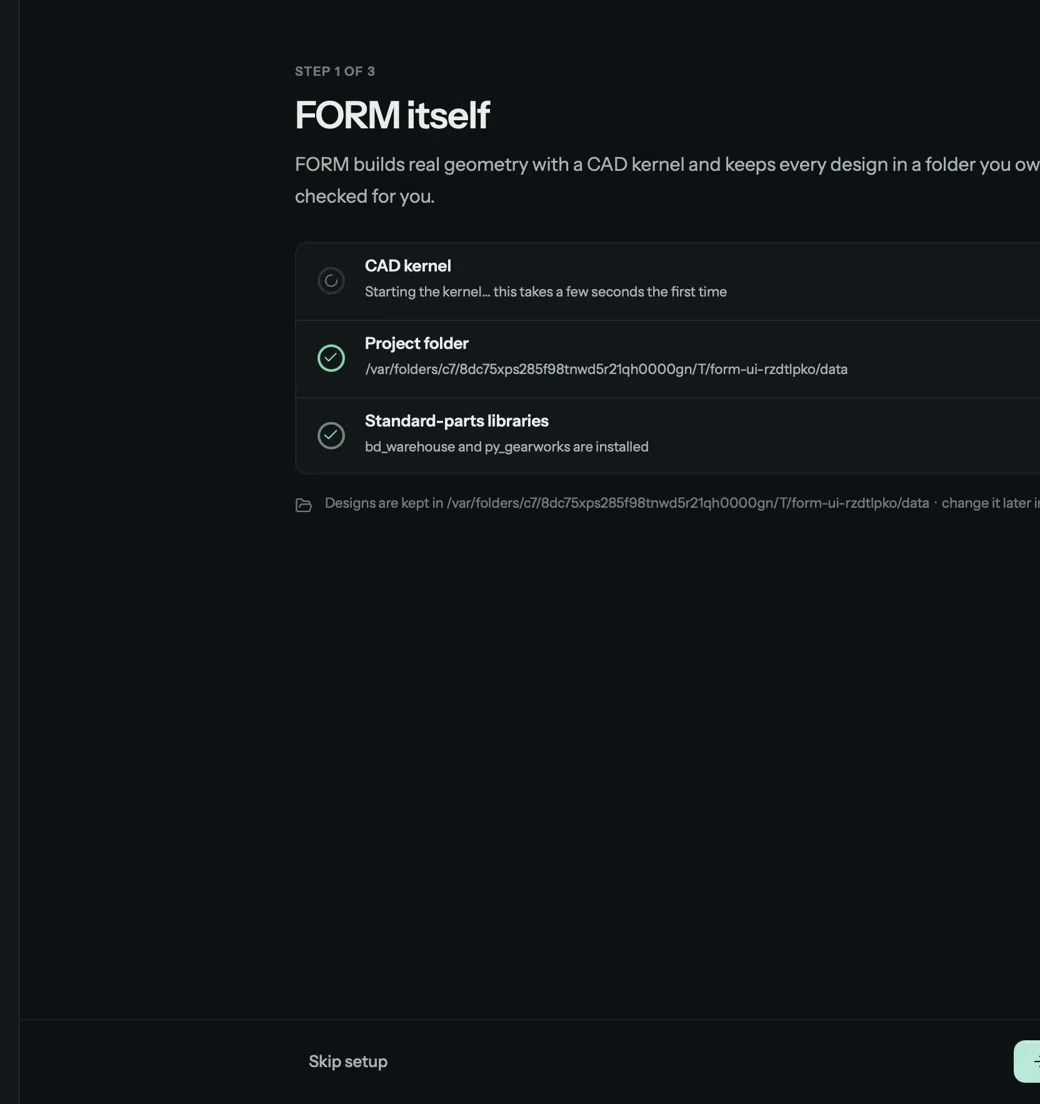 STEP 1 OF 3
FORM itself
FORM builds real geometry with a CAD kernel and keeps every design in a folder you
checked for you.
CAD kernel
Starting the kernel... this takes a few seconds the first time
Project folder
/var/folders/c7/8dc75xps285f98tnwd5r21qh0000gn/T/form-ui-rzdtlpko/data
Standard-parts libraries
bd_warehouse and py_gearworks are installed
Designs are kept in /var/folders/c7/8dc75xps285f98tnwd5r21qh0000gn/T/form-ui-rzdtlpko/data · change it later
Skip setup